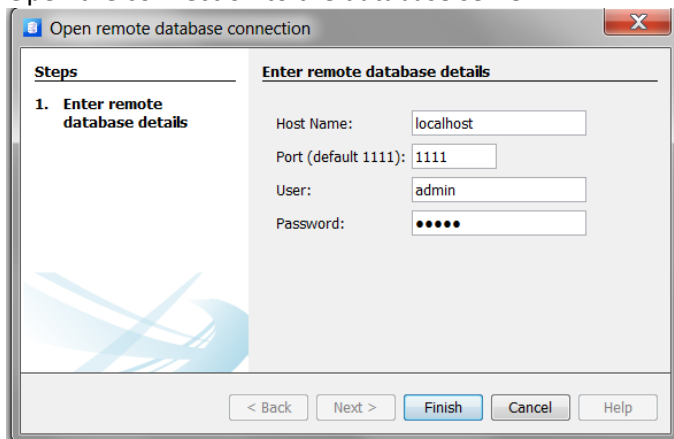 Open remote database connection
Steps
1. Enter remote
database details
Enter remote database details
Host Name: localhost
Port (default 1111): 1111
User: admin
Password: •••••
< Back Next > Finish Cancel Help